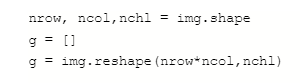 nrow, ncol,nchl = img.shape
g = []
g = img.reshape(nrow*ncol,nchl)